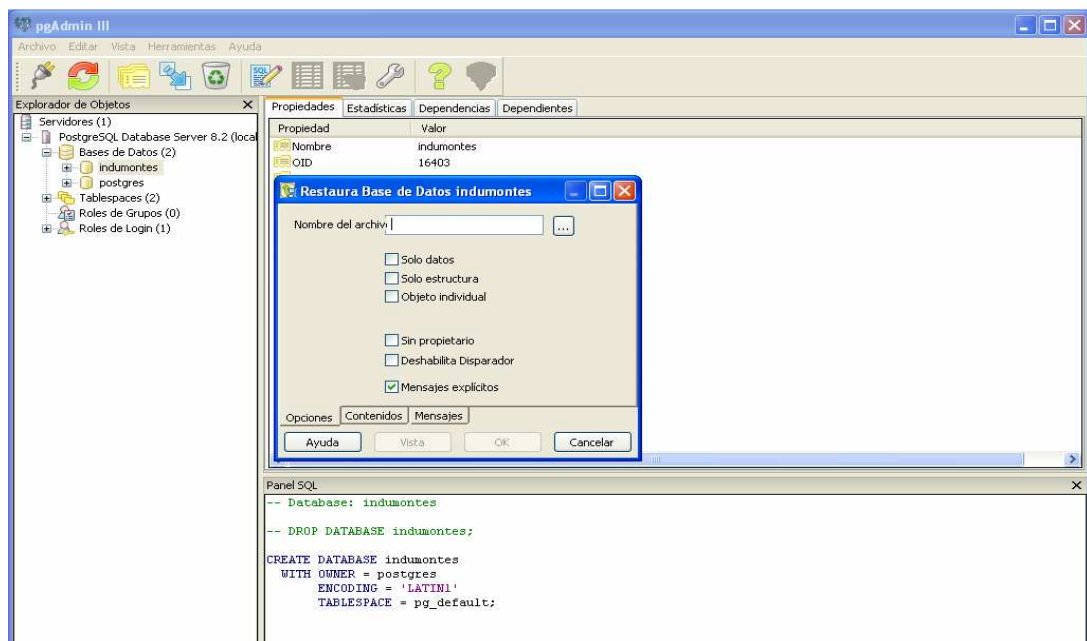 pgAdmin III
Archivo Editar Vista Herramientas Ayuda
SQL
Explorador de Objetos
Servidores (1)
PostgreSQL Database Server 8.2 (local
Bases de Datos (2)
indumontes
postgres
Tablespaces (2)
Roles de Grupos (0)
Roles de Login (1)
Propiedades Estadísticas Dependencias Dependientes
Propiedad Valor
Nombre indumontes
OID 16403
Restaura Base de Datos indumontes
Nombre del archiv
...
Solo datos
Solo estructura
Objeto individual
Sin propietario
Deshabilita Disparador
Mensajes explícitos
Opciones Contenidos Mensajes
Ayuda Vista OK Cancelar
Panel SQL
-- Database: indumontes
-- DROP DATABASE indumontes;
CREATE DATABASE indumontes
WITH OWNER = postgres
ENCODING = 'LATIN1'
TABLESPACE = pg_default;